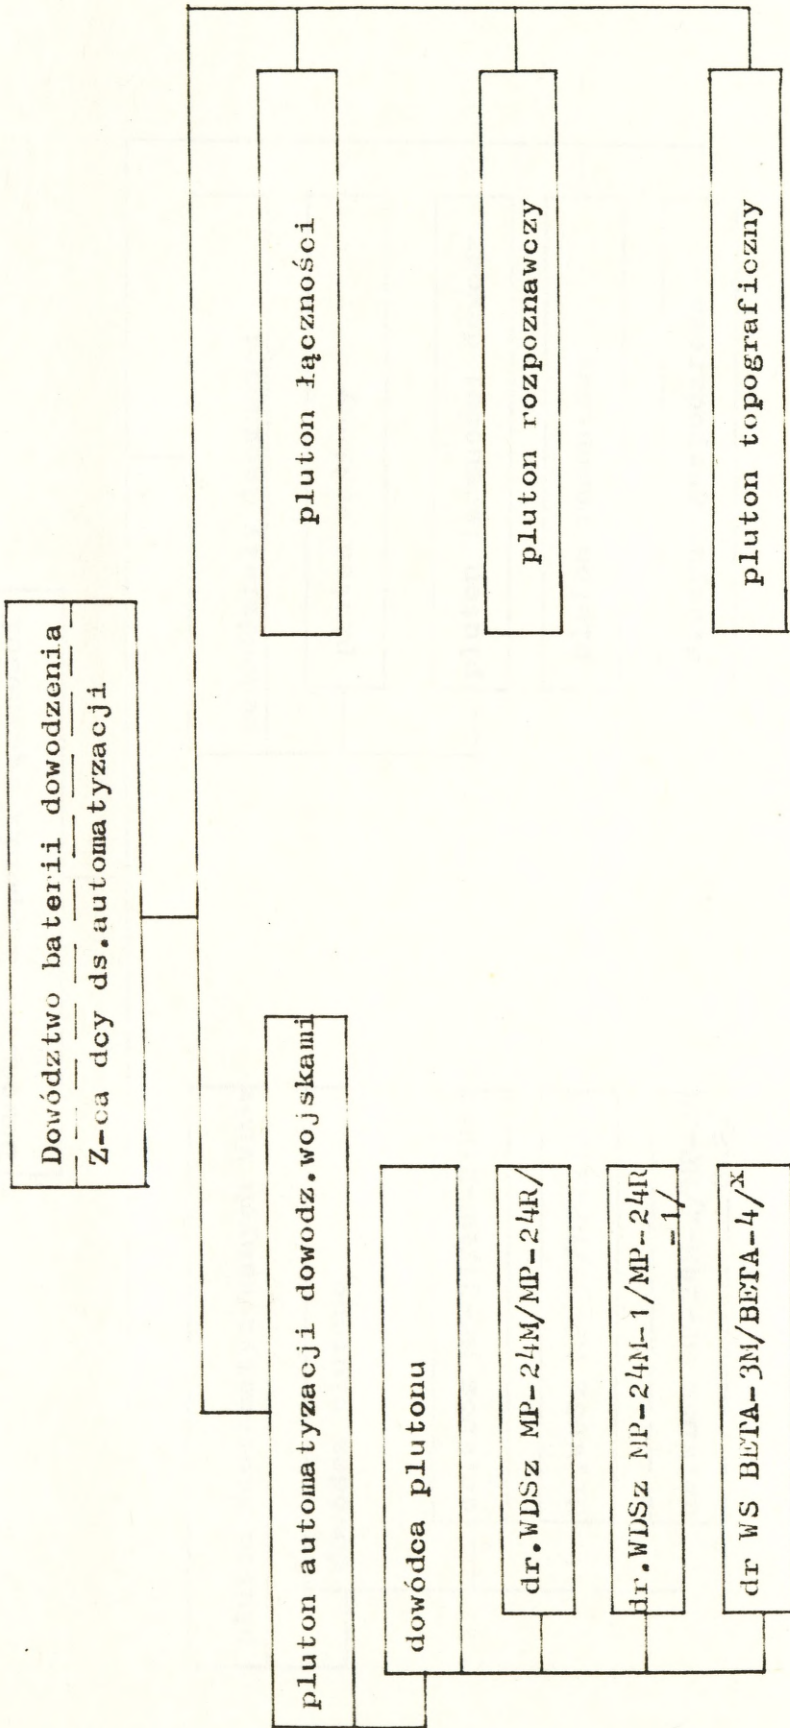 Dowództwo baterii dowodzenia
Z-ca dcy ds.automatyzacji
pluton automatyzacji dowodz.wojskami
dowódca plutonu
dr.WDSz MP-24M/MP-24R/
dr.WDSz MP-24M-1/MP-24R
-1/
dr WS BETA-3M/BETA-4/x
pluton łączności
pluton rozpoznawczy
pluton topograficzny